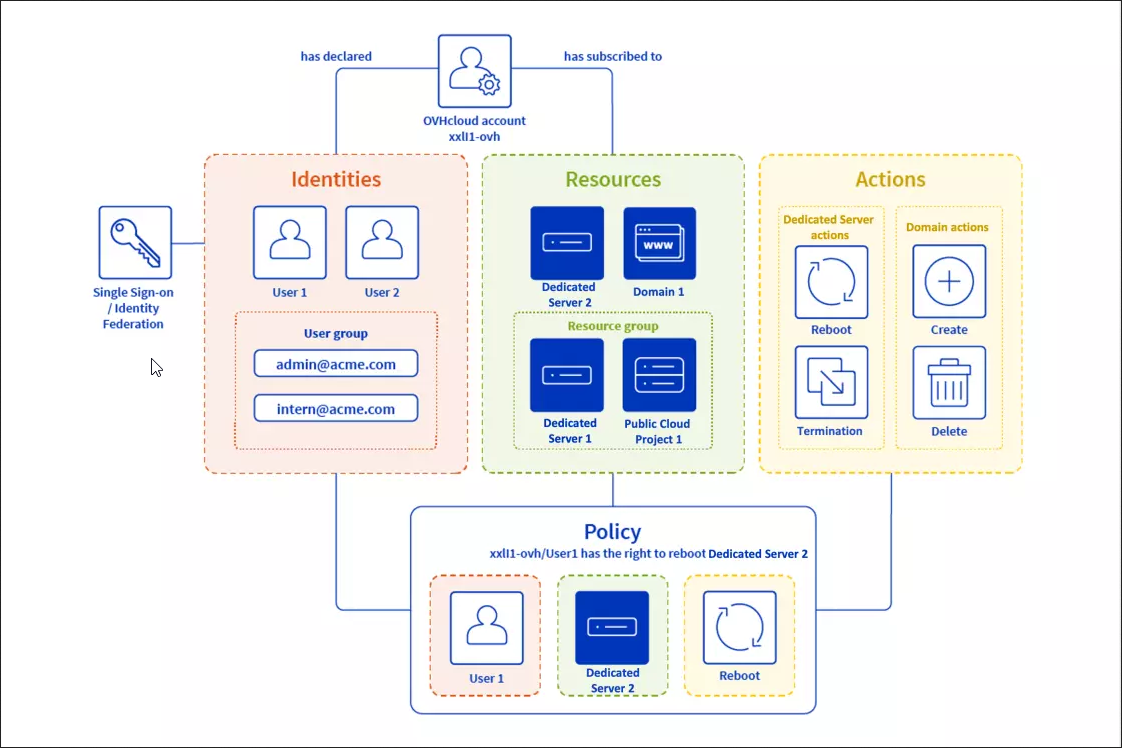 has declared
has subscribed to
OVHcloud account
xxlI1-ovh
Identities
User 1
User 2
User group
admin@acme.com
intern@acme.com
Single Sign-on
/ Identity
Federation
Resources
Dedicated
Server 2
WWW
Domain 1
Resource group
Dedicated
Server 1
Public Cloud
Project 1
Actions
Dedicated Server
actions
Reboot
Termination
Domain actions
Create
Delete
Policy
xxlI1-ovh/User1 has the right to reboot Dedicated Server 2
User 1
Dedicated
Server 2
Reboot